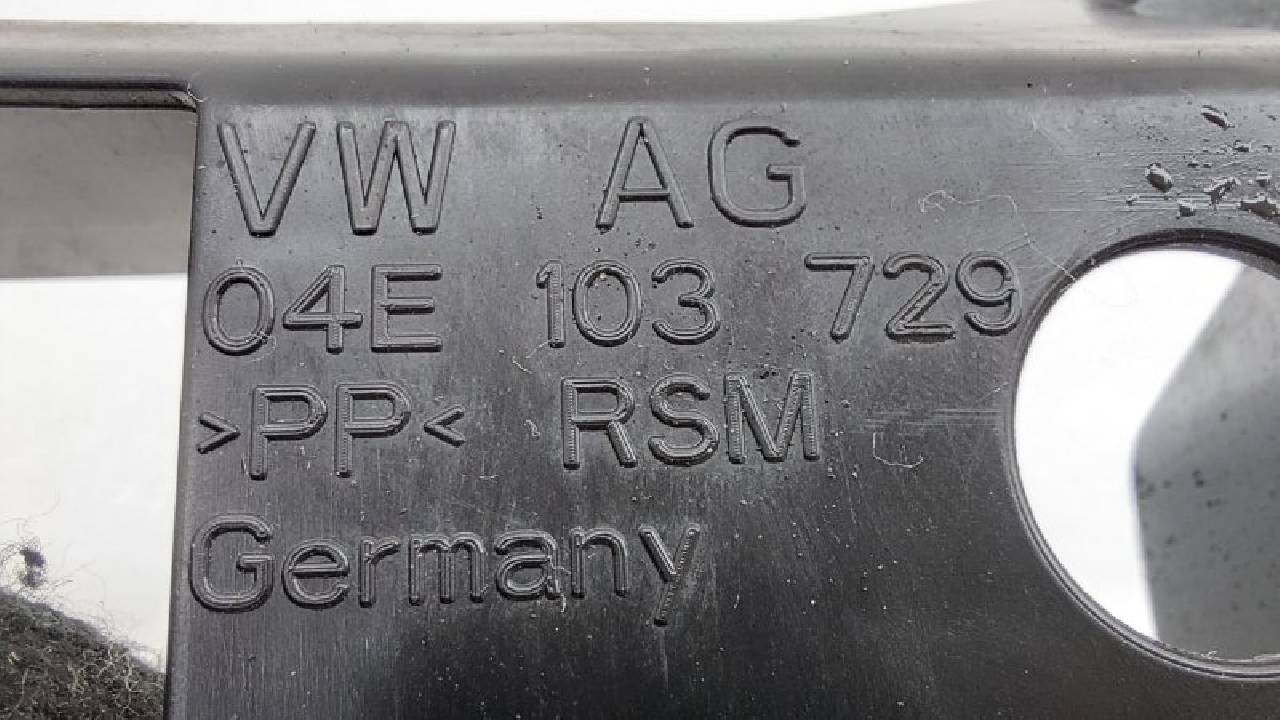 VW AG
04E 103 729
>PP< RSM
Germany